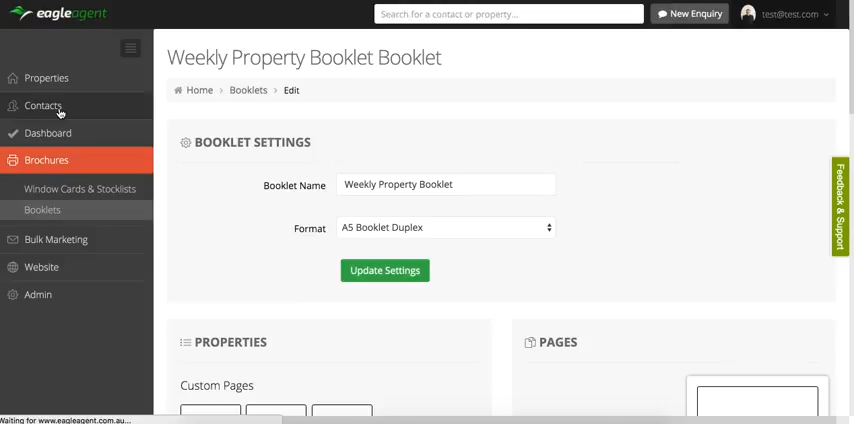 eagleagent
Search for a contact or property...
New Enquiry
test@test.com
Properties
Contacts
Dashboard
Brochures
Window Cards & Stocklists
Booklets
Bulk Marketing
Website
Admin
Weekly Property Booklet Booklet
Home > Booklets > Edit
BOOKLET SETTINGS
Booklet Name Weekly Property Booklet
Format A5 Booklet Duplex
Update Settings
PROPERTIES
Custom Pages
PAGES
Feedback & Support
Waiting for www.eagleagent.com.au...